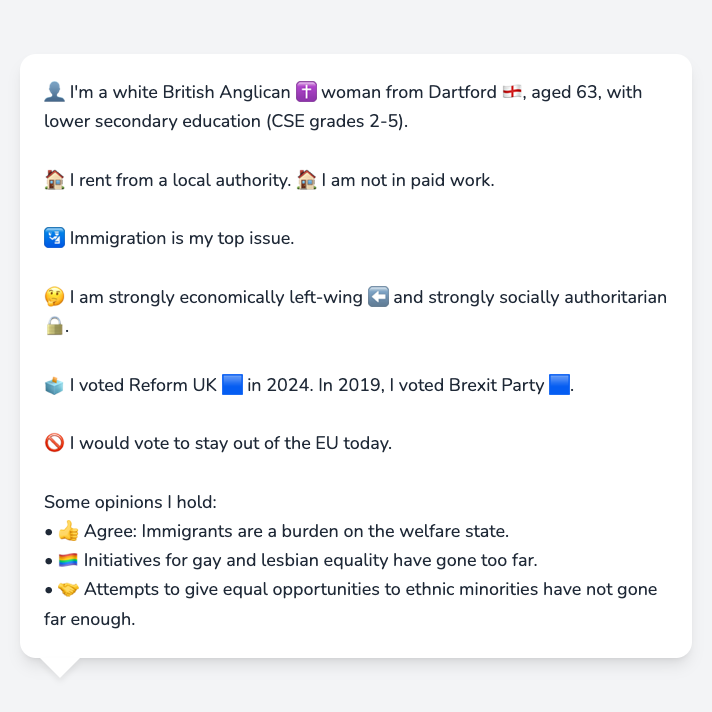 👤 I'm a white British Anglican ✝️ woman from Dartford 🏴󠁧󠁢󠁥󠁮󠁧󠁿, aged 63, with
lower secondary education (CSE grades 2-5).
🏠 I rent from a local authority. 🏠 I am not in paid work.
🛂 Immigration is my top issue.
🤔 I am strongly economically left-wing ⬅️ and strongly socially authoritarian
🔒.
🗳️ I voted Reform UK 🟦 in 2024. In 2019, I voted Brexit Party 🟦.
🚫 I would vote to stay out of the EU today.
Some opinions I hold:
• 👍 Agree: Immigrants are a burden on the welfare state.
• 🏳️‍🌈 Initiatives for gay and lesbian equality have gone too far.
• 🤝 Attempts to give equal opportunities to ethnic minorities have not gone
far enough.